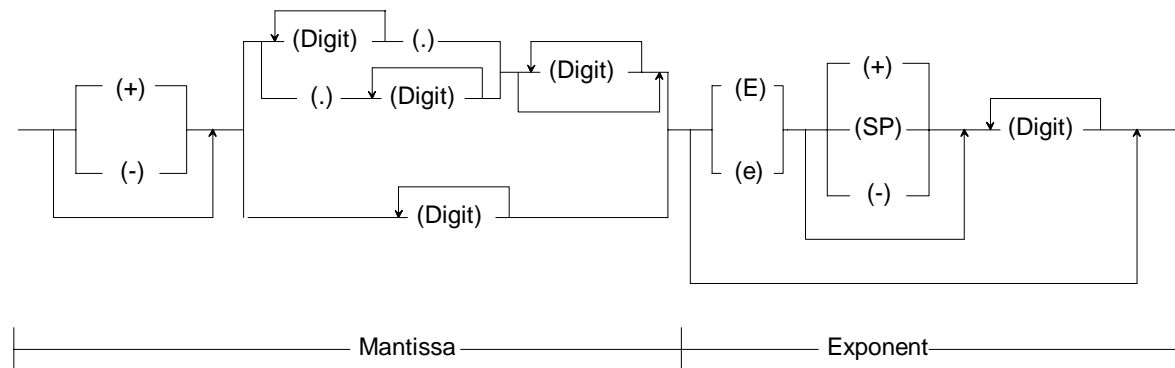 (Digit) (.)
(.) (Digit)
(Digit)
(+)
(-)
(Digit)
(E)
(e)
(+)
(SP)
(-)
(Digit)
Mantissa
Exponent